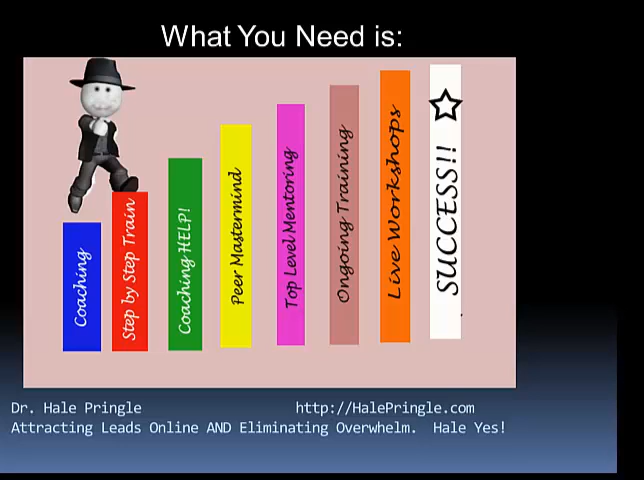 What You Need is:
Coaching
Step by Step Train
Coaching HELP!
Peer Mastermind
Top Level Mentoring
Ongoing Training
Live Workshops
SUCCESS!!
Dr. Hale Pringle http://HalePringle.com
Attracting Leads Online AND Eliminating Overwhelm. Hale Yes!